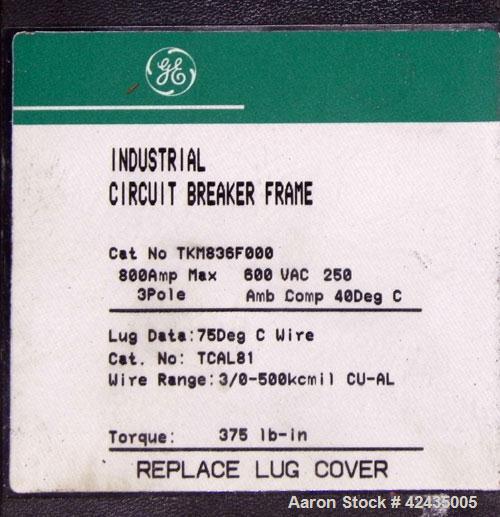 GE
INDUSTRIAL
CIRCUIT BREAKER FRAME
Cat No TKM836F000
800Amp Max 600 VAC 250
3Pole Amb Comp 40Deg C
Lug Data:75Deg C Wire
Cat. No: TCAL81
Wire Range:3/0-500kcmil CU-AL
Torque: 375 lb-in
REPLACE LUG COVER
Aaron Stock # 42435005